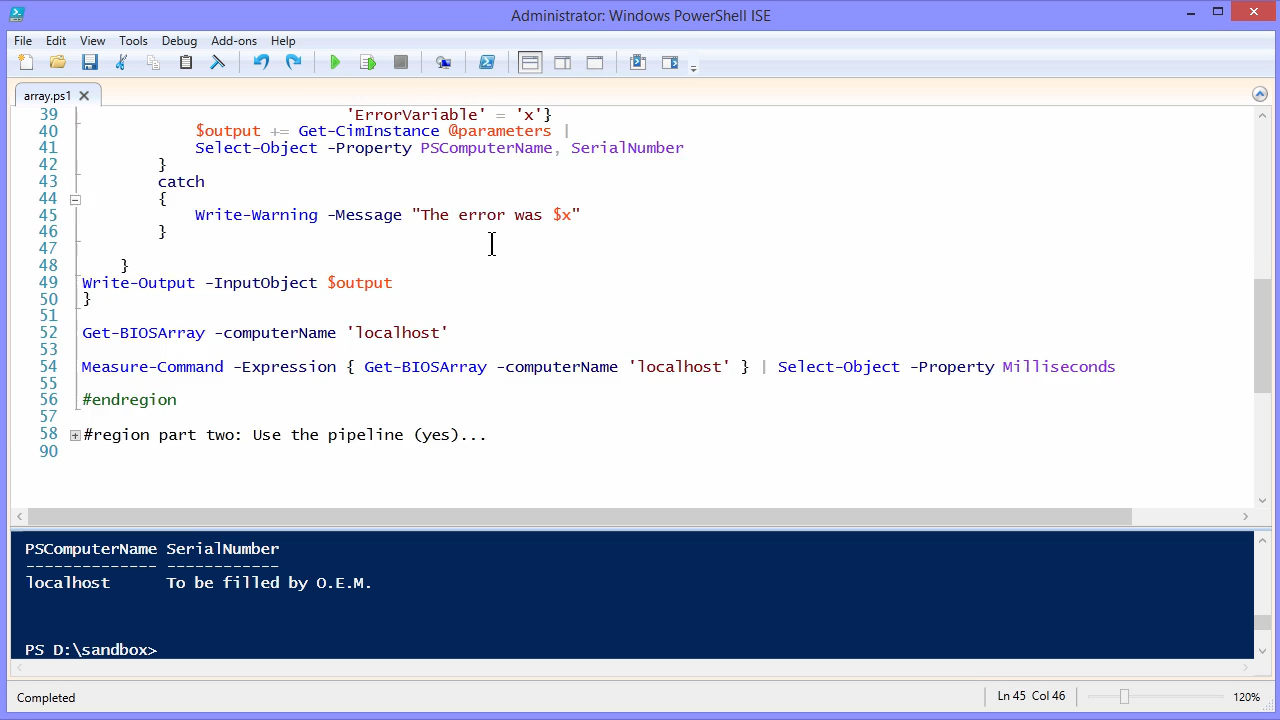 Administrator: Windows PowerShell ISE
File Edit View Tools Debug Add-ons Help
array.ps1
39 'ErrorVariable' = 'x'}
40 $output += Get-CimInstance @parameters |
41 Select-Object -Property PSComputerName, SerialNumber
42 }
43 catch
44 {
45 Write-Warning -Message "The error was $x"
46 }
47
48 }
49 Write-Output -InputObject $output
50 }
51
52 Get-BIOSArray -computerName 'localhost'
53
54 Measure-Command -Expression { Get-BIOSArray -computerName 'localhost' } | Select-Object -Property Milliseconds
55
56 #endregion
57
58 #region part two: Use the pipeline (yes)...
90
PSComputerName SerialNumber
-------------- ------------
localhost To be filled by O.E.M.
PS D:\sandbox>
Completed Ln 45 Col 46 120%